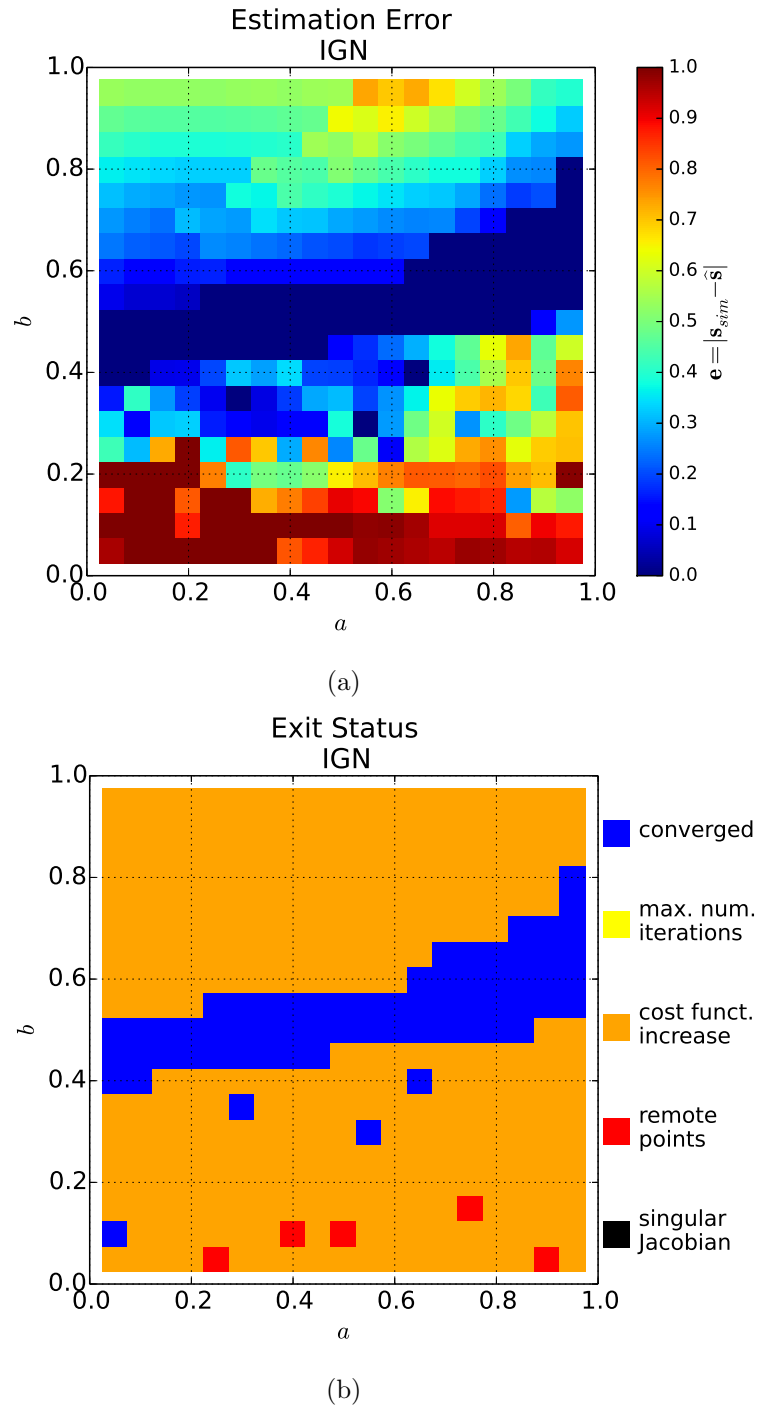 Estimation Error
IGN
1.0
0.8
0.6
0.4
0.2
0.0
b
0.0 0.2 0.4 0.6 0.8 1.0
a
1.0
0.9
0.8
0.7
0.6
0.5
0.4
0.3
0.2
0.1
0.0
e=|s_sim−ŝ|
(a)
Exit Status
IGN
1.0
0.8
0.6
0.4
0.2
0.0
b
0.0 0.2 0.4 0.6 0.8 1.0
a
converged
max. num.
iterations
cost funct.
increase
remote
points
singular
Jacobian
(b)